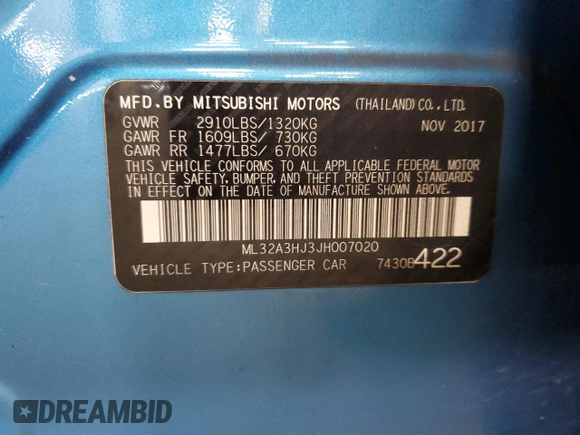 MFD.BY MITSUBISHI MOTORS (THAILAND)CO.,LTD.
GVWR 2910LBS/1320KG NOV 2017
GAWR FR 1609LBS/ 730KG
GAWR RR 1477LBS/ 670KG
THIS VEHICLE CONFORMS TO ALL APPLICABLE FEDERAL MOTOR
VEHICLE SAFETY, BUMPER, AND THEFT PREVENTION STANDARDS
IN EFFECT ON THE DATE OF MANUFACTURE SHOWN ABOVE.
ML32A3HJ3JH007020
VEHICLE TYPE:PASSENGER CAR 7430B422
DREAMBID